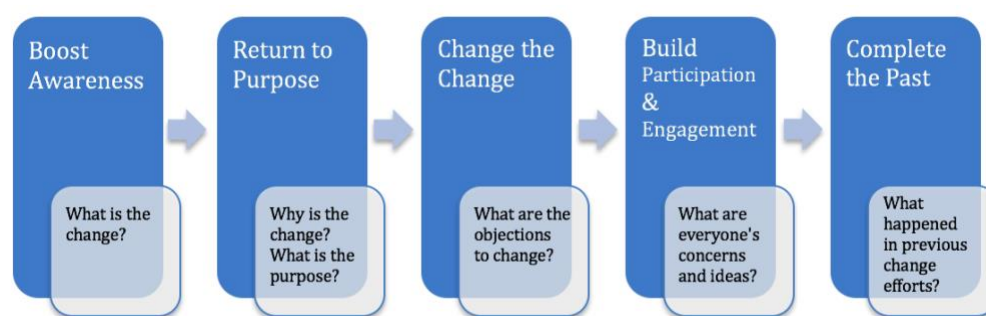 Boost
Awareness
What is the
change?
Return to
Purpose
Why is the
change?
What is the
purpose?
Change the
Change
What are the
objections
to change?
Build
Participation
&
Engagement
What are
everyone's
concerns
and ideas?
Complete
the Past
What
happened
in previous
change
efforts?